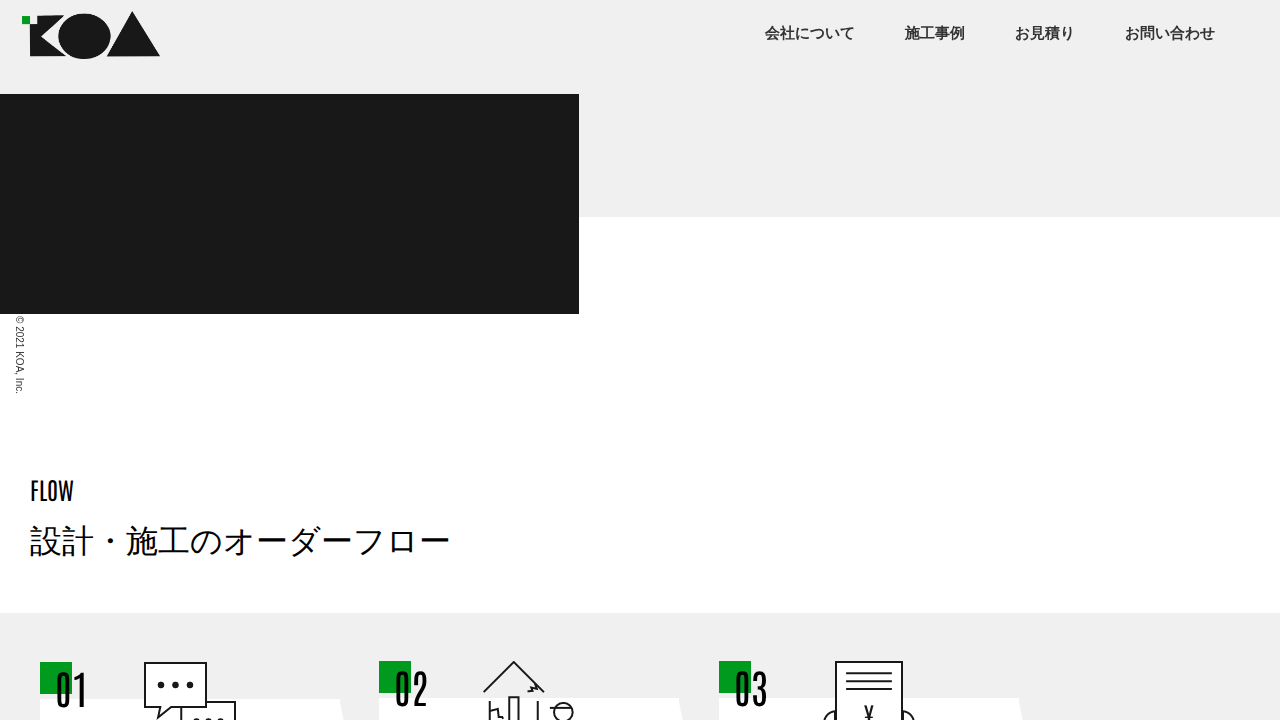 KOA
会社について
施工事例
お見積り
お問い合わせ
© 2021 KOA, Inc.
FLOW
設計・施工のオーダーフロー
01
02
03
¥